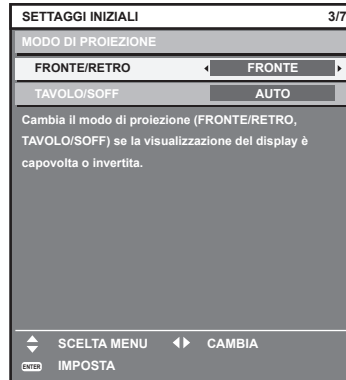 SETTAGGI INIZIALI 3/7
MODO DI PROIEZIONE
FRONTE/RETRO FRONTE
TAVOLO/SOFF AUTO
Cambia il modo di proiezione (FRONTE/RETRO,
TAVOLO/SOFF) se la visualizzazione del display è
capovolta o invertita.
SCELTA MENU CAMBIA
ENTER IMPOSTA